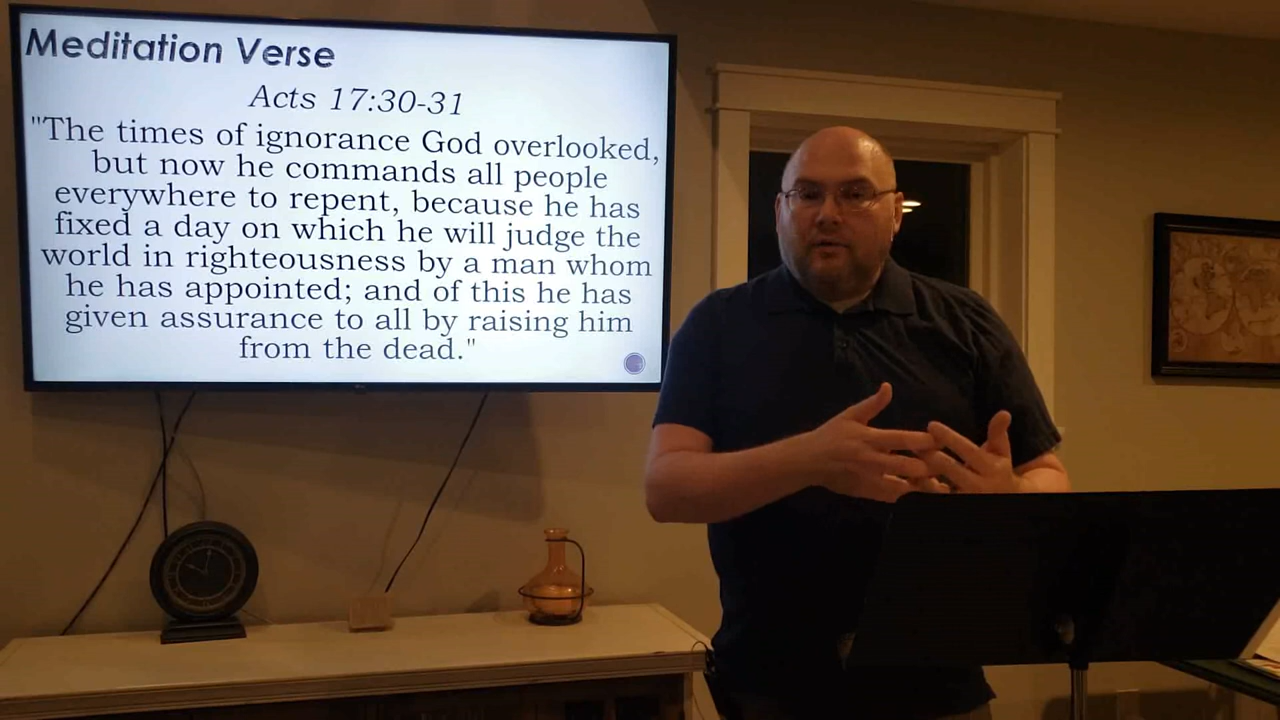 Meditation Verse
Acts 17:30-31
"The times of ignorance God overlooked,
but now he commands all people
everywhere to repent, because he has
fixed a day on which he will judge the
world in righteousness by a man whom
he has appointed; and of this he has
given assurance to all by raising him
from the dead."